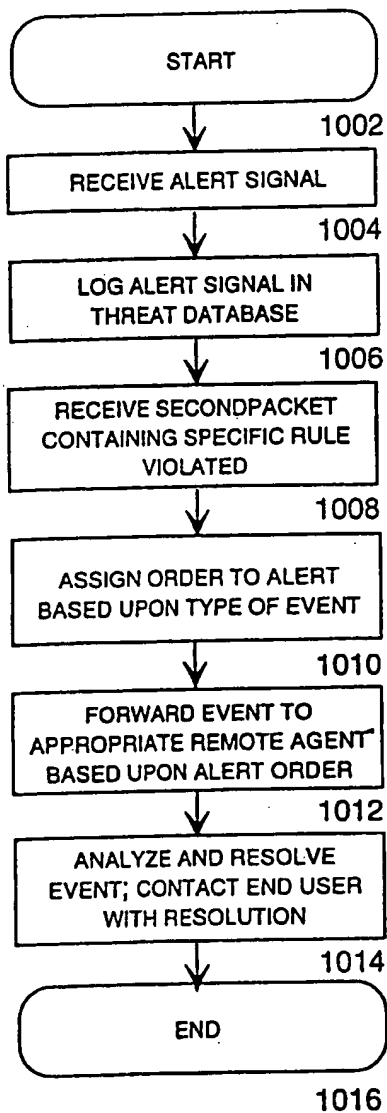 START
1002
RECEIVE ALERT SIGNAL
1004
LOG ALERT SIGNAL IN
THREAT DATABASE
1006
RECEIVE SECONDPACKET
CONTAINING SPECIFIC RULE
VIOLATED
1008
ASSIGN ORDER TO ALERT
BASED UPON TYPE OF EVENT
1010
FORWARD EVENT TO
APPROPRIATE REMOTE AGENT
BASED UPON ALERT ORDER
1012
ANALYZE AND RESOLVE
EVENT; CONTACT END USER
WITH RESOLUTION
1014
END
1016